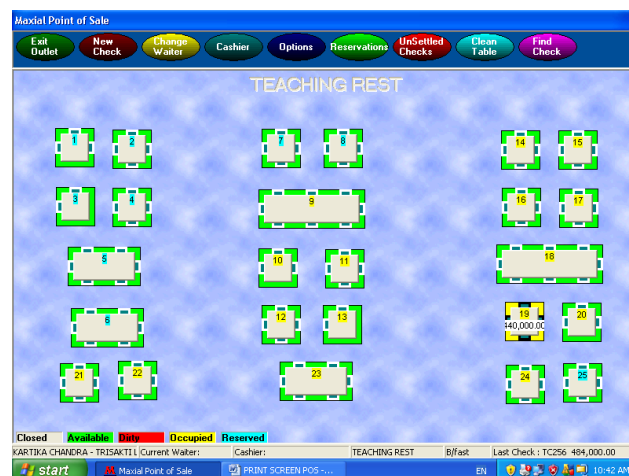 Maxial Point of Sale
Exit Outlet
New Check
Change Waiter
Cashier
Options
Reservations
UnSettled Checks
Clean Table
Find Check
TEACHING REST
1 2 7 8 14 15
3 4 9 16 17
5 10 11 18
6 12 13 19 20
440,000.00
21 22 23 24 25
Closed Available Dirty Occupied Reserved
KARTIKA CHANDRA - TRISAKTI L Current Waiter: Cashier: TEACHING REST B/fast Last Check : TC256 484,000.00
start Maxial Point of Sale PRINT SCREEN POS -... EN 10:42 AM